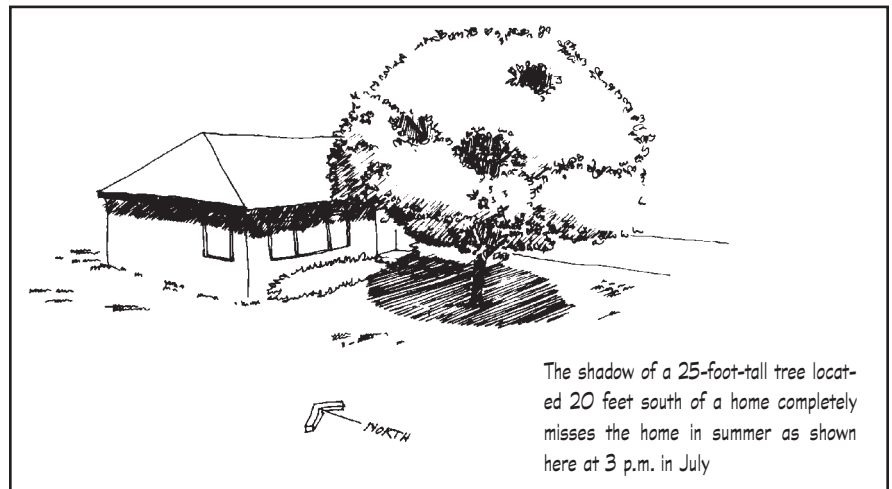 NORTH
The shadow of a 25-foot-tall tree locat-
ed 20 feet south of a home completely
misses the home in summer as shown
here at 3 p.m. in July